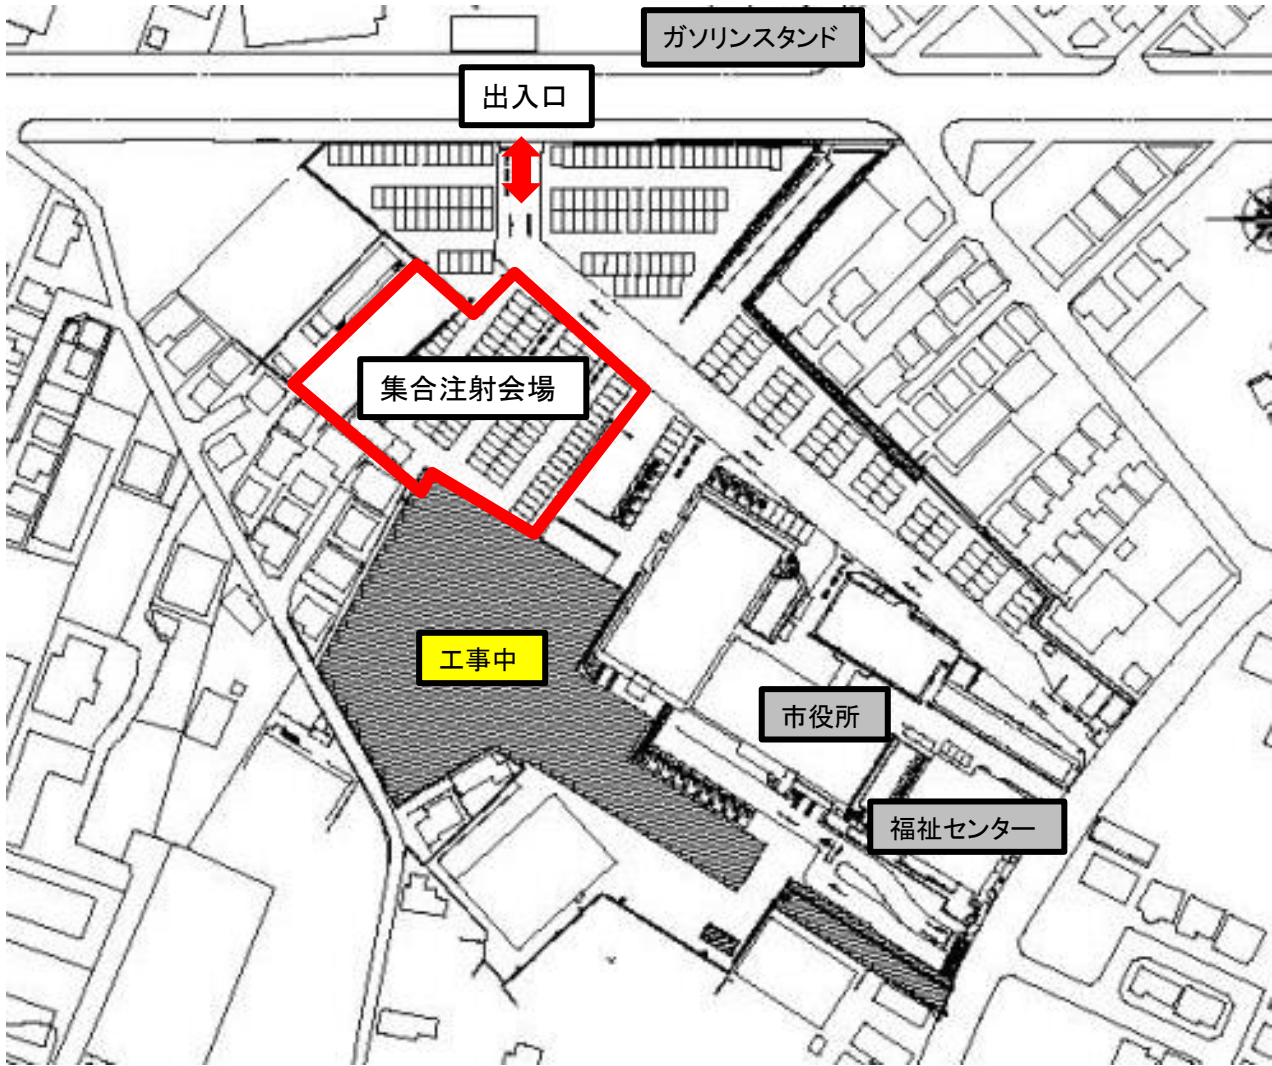 ガソリンスタンド
出入口
集合注射会場
工事中
市役所
福祉センター